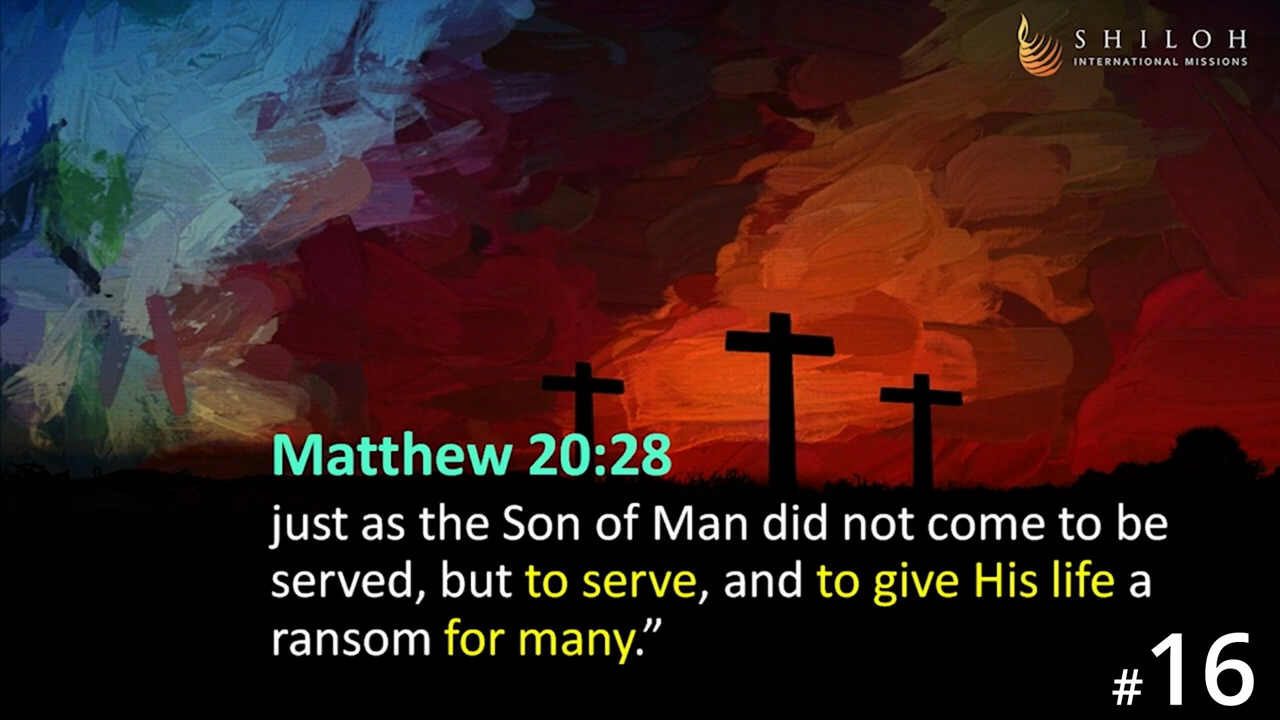 SHILOH
INTERNATIONAL MISSIONS
Matthew 20:28
just as the Son of Man did not come to be
served, but to serve, and to give His life a
ransom for many.”
#16